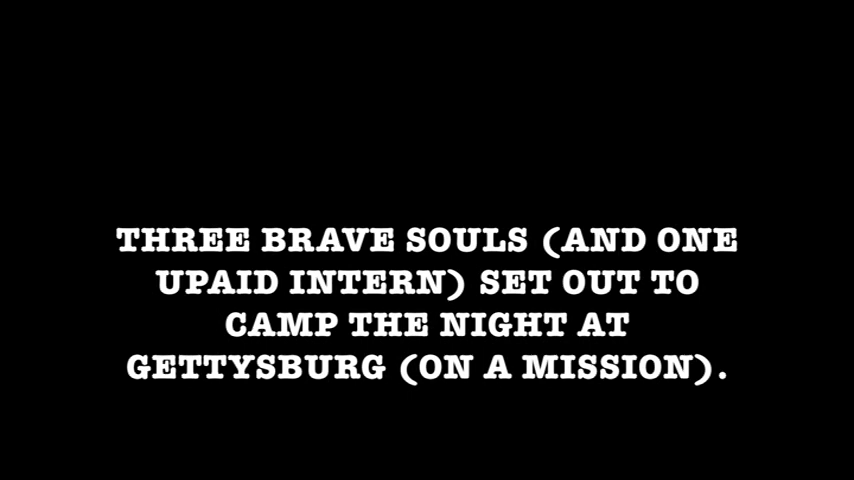 THREE BRAVE SOULS (AND ONE
UPAID INTERN) SET OUT TO
CAMP THE NIGHT AT
GETTYSBURG (ON A MISSION).